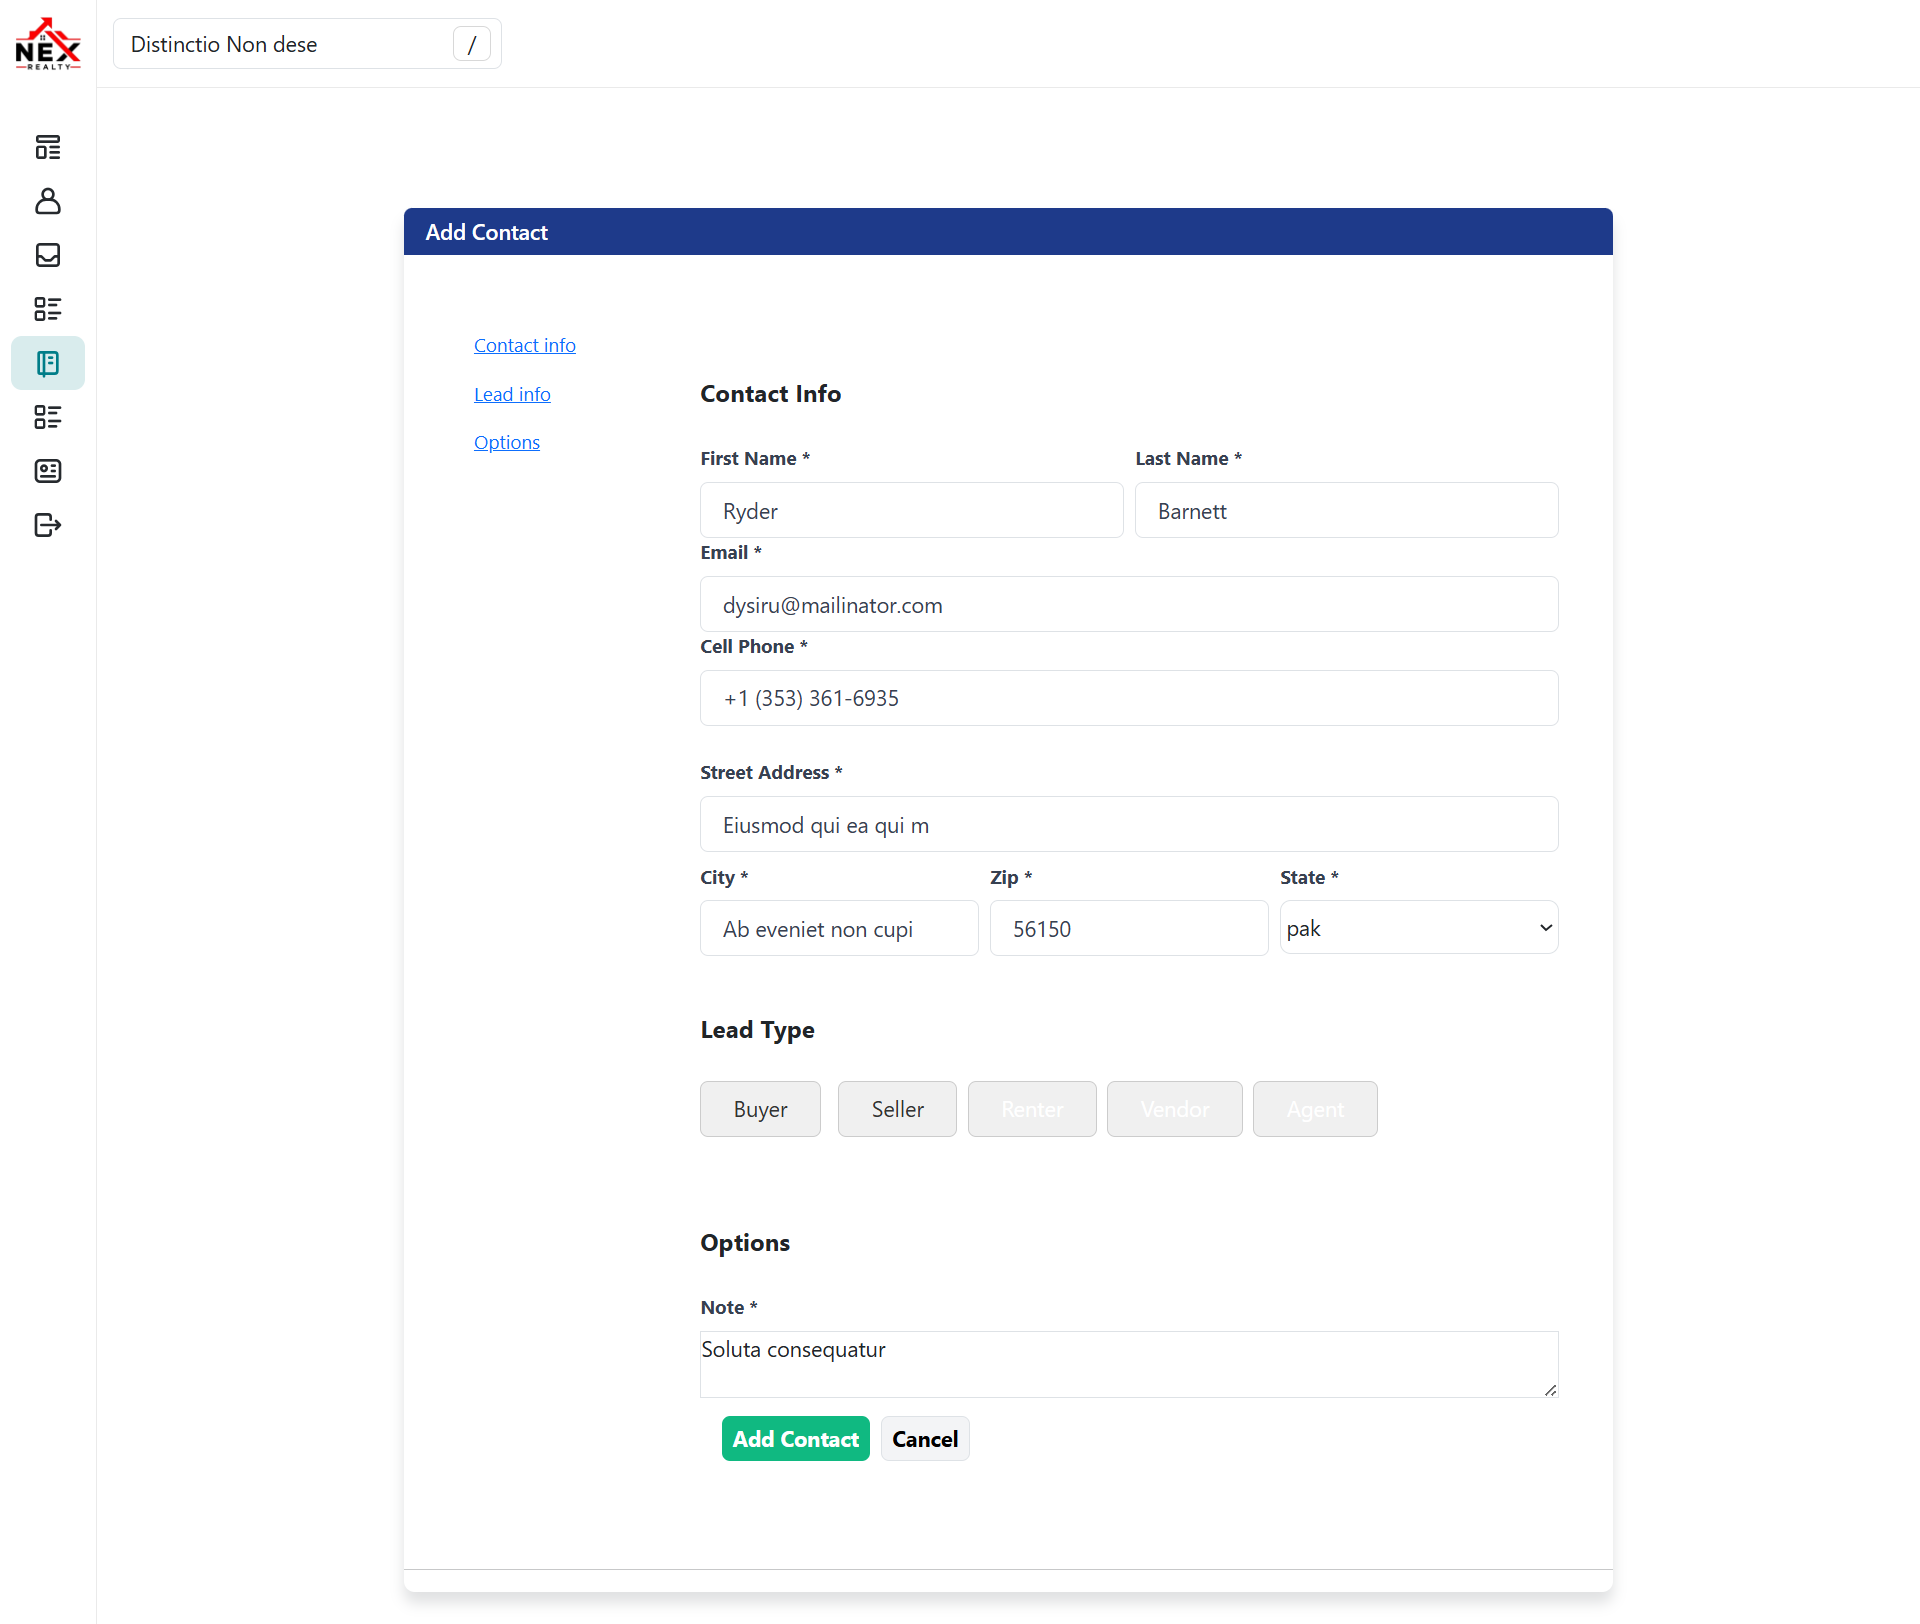 NEX
REALTY
Distinctio Non dese /
Add Contact
Contact info
Lead info
Options
Contact Info
First Name * Last Name *
Ryder Barnett
Email *
dysiru@mailinator.com
Cell Phone *
+1 (353) 361-6935
Street Address *
Eiusmod qui ea qui m
City * Zip * State *
Ab eveniet non cupi 56150 pak
Lead Type
Buyer Seller Renter Vendor Agent
Options
Note *
Soluta consequatur
Add Contact Cancel